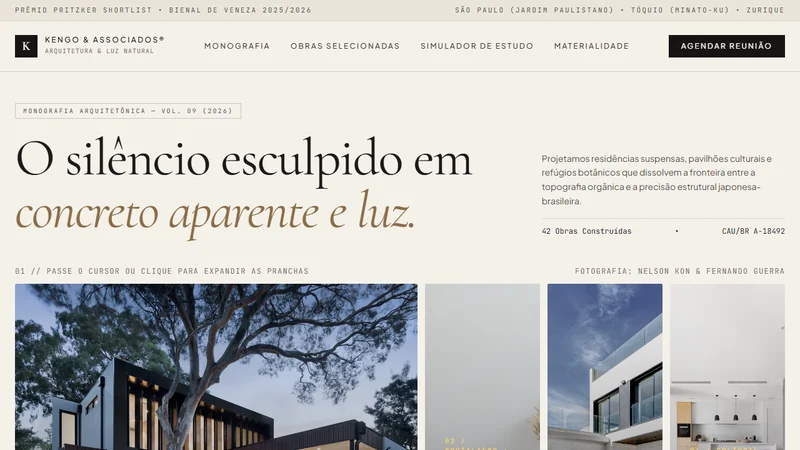 PRÊMIO PRITZKER SHORTLIST • BIENAL DE VENEZA 2025/2026
SÃO PAULO (JARDIM PAULISTANO) • TÓQUIO (MINATO-KU) • ZURIQUE
K
KENGO & ASSOCIADOS®
ARQUITETURA & LUZ NATURAL
MONOGRAFIA
OBRAS SELECIONADAS
SIMULADOR DE ESTUDO
MATERIALIDADE
AGENDAR REUNIÃO
MONOGRAFIA ARQUITETÔNICA — VOL. 09 (2026)
O silêncio esculpido em
concreto aparente e luz.
Projetamos residências suspensas, pavilhões culturais e
refúgios botânicos que dissolvem a fronteira entre a
topografia orgânica e a precisão estrutural japonesa-
brasileira.
42 Obras Construídas • CAU/BR A-18492
01 // PASSE O CURSOR OU CLIQUE PARA EXPANDIR AS PRANCHAS
FOTOGRAFIA: NELSON KON & FERNANDO GUERRA
02 /